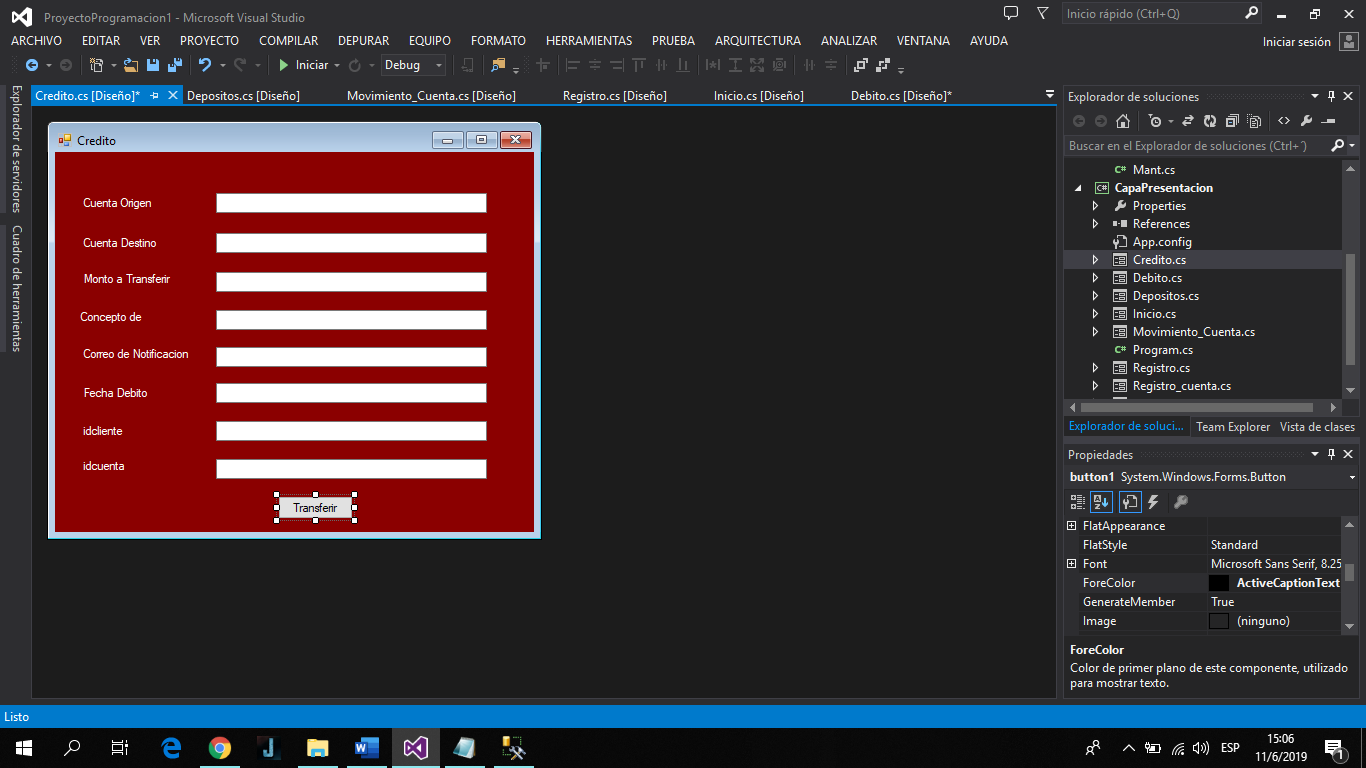 ProyectoProgramacion1 - Microsoft Visual Studio
Inicio rápido (Ctrl+Q)
ARCHIVO EDITAR VER PROYECTO COMPILAR DEPURAR EQUIPO FORMATO HERRAMIENTAS PRUEBA ARQUITECTURA ANALIZAR VENTANA AYUDA
Iniciar sesión
Iniciar Debug
Explorador de servidores
Cuadro de herramientas
Credito.cs [Diseño]* Depositos.cs [Diseño] Movimiento_Cuenta.cs [Diseño] Registro.cs [Diseño] Inicio.cs [Diseño] Debito.cs [Diseño]*
Credito
Cuenta Origen
Cuenta Destino
Monto a Transferir
Concepto de
Correo de Notificacion
Fecha Debito
idcliente
idcuenta
Transferir
Explorador de soluciones
Buscar en el Explorador de soluciones (Ctrl+´)
Mant.cs
CapaPresentacion
Properties
References
App.config
Credito.cs
Debito.cs
Depositos.cs
Inicio.cs
Movimiento_Cuenta.cs
Program.cs
Registro.cs
Registro_cuenta.cs
Explorador de soluci... Team Explorer Vista de clases
Propiedades
button1 System.Windows.Forms.Button
FlatAppearance
FlatStyle Standard
Font Microsoft Sans Serif, 8.25
ForeColor ActiveCaptionText
GenerateMember True
Image (ninguno)
ForeColor
Color de primer plano de este componente, utilizado
para mostrar texto.
Listo
ESP
15:06
11/6/2019
1